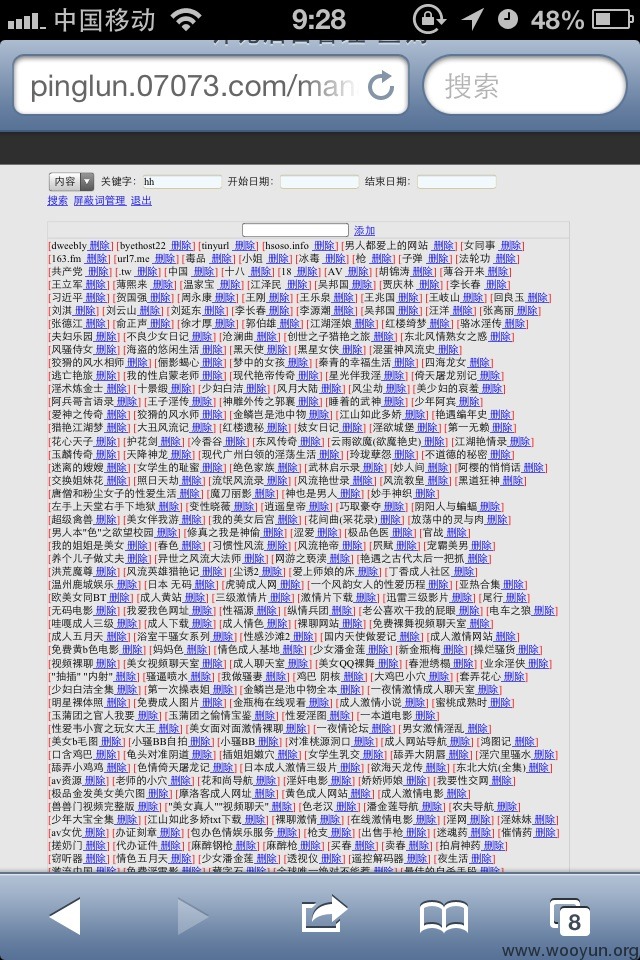 中国移动 9:28 48%
pinglun.07073.com/man 搜索
内容 关键字: hh 开始日期: 结束日期:
搜索 屏蔽词管理 退出
添加
[dweebly 删除] [byethost22 删除] [tinyurl 删除] [hsoso.info 删除] [男人都爱上的网站 删除] [女同事 删除]
[163.fm 删除] [url7.me 删除] [毒品 删除] [小姐 删除] [冰毒 删除] [枪 删除] [子弹 删除] [法轮功 删除]
[共产党 删除] [.tw 删除] [中国 删除] [十八 删除] [18 删除] [AV 删除] [胡锦涛 删除] [薄谷开来 删除]
[王立军 删除] [薄熙来 删除] [温家宝 删除] [江泽民 删除] [吴邦国 删除] [贾庆林 删除] [李长春 删除]
[习近平 删除] [贺国强 删除] [周永康 删除] [王刚 删除] [王乐泉 删除] [王兆国 删除] [王岐山 删除] [回良玉 删除]
[刘淇 删除] [刘云山 删除] [刘延东 删除] [李长春 删除] [李源潮 删除] [吴邦国 删除] [汪洋 删除] [张高丽 删除]
[张德江 删除] [俞正声 删除] [徐才厚 删除] [郭伯雄 删除] [江湖淫娘 删除] [红楼绮梦 删除] [骆冰淫传 删除]
[夫妇乐园 删除] [不良少女日记 删除] [沧澜曲 删除] [创世之子猎艳之旅 删除] [东北风情熟女之惑 删除]
[风骚侍女 删除] [海盗的悠闲生活 删除] [黑天使 删除] [黑星女侠 删除] [混蛋神风流史 删除]
[狡猾的风水相师 删除] [俪影蝎心 删除] [梦中的女孩 删除] [秦青的幸福生活 删除] [四海龙女 删除]
[逃亡艳旅 删除] [我的性启蒙老师 删除] [现代艳帝传奇 删除] [星光伴我淫 删除] [倚天屠龙别记 删除]
[淫术炼金士 删除] [十景缎 删除] [少妇白洁 删除] [风月大陆 删除] [风尘劫 删除] [美少妇的哀羞 删除]
[阿兵哥言语录 删除] [王子淫传 删除] [神雕外传之郭襄 删除] [睡着的武神 删除] [少年阿宾 删除]
[爱神之传奇 删除] [狡猾的风水师 删除] [金鳞岂是池中物 删除] [江山如此多娇 删除] [艳遇编年史 删除]
[猎艳江湖梦 删除] [大丑风流记 删除] [红楼遗秘 删除] [妓女日记 删除] [淫欲城堡 删除] [第一无赖 删除]
[花心天子 删除] [护花剑 删除] [冷香谷 删除] [东风传奇 删除] [云雨欲魔(欲魔艳史) 删除] [江湖艳情录 删除]
[玉麟传奇 删除] [天降神龙 删除] [现代广州白领的淫荡生活 删除] [玲珑孽怨 删除] [不道德的秘密 删除]
[迷离的嫂嫂 删除] [女学生的耻蜜 删除] [绝色家族 删除] [武林启示录 删除] [妙人间 删除] [阿樱的悄悄话 删除]
[交换姐妹花 删除] [照日天劫 删除] [流氓风流录 删除] [风流艳世录 删除] [风流教皇 删除] [黑道狂神 删除]
[唐僧和粉尘女子的性爱生活 删除] [魔刀丽影 删除] [神也是男人 删除] [妙手神织 删除]
[左手上天堂右手下地狱 删除] [变性晓薇 删除] [逍遥皇帝 删除] [巧取豪夺 删除] [阴阳人与蝙蝠 删除]
[超级禽兽 删除] [美女伴我游 删除] [我的美女后宫 删除] [花间曲(采花录) 删除] [放荡中的灵与肉 删除]
[男人本"色"之欲望校园 删除] [修真之我是神偷 删除] [涩爱 删除] [极品色医 删除] [官战 删除]
[我的姐姐是美女 删除] [春色 删除] [习惯性风流 删除] [风流艳帝 删除] [屄赋 删除] [宠霸美男 删除]
[养个儿子做丈夫 删除] [异世之风流大法师 删除] [网游之亵渎 删除] [艳遇之古代太后一把抓 删除]
[洪荒魔尊 删除] [风流英雄猎艳记 删除] [尘诱2 删除] [爱上师娘的床 删除] [丁香成人社区 删除]
[温州鹿城娱乐 删除] [日本 无码 删除] [虎骑成人网 删除] [一个风韵女人的性爱历程 删除] [亚热合集 删除]
[欧美女同BT 删除] [成人黄站 删除] [三级激情片 删除] [激情片下载 删除] [迅雷三级影片 删除] [尾行 删除]
[无码电影 删除] [我爱我色网址 删除] [性福源 删除] [纵情兵团 删除] [老公喜欢干我的屁眼 删除] [电车之狼 删除]
[哇嘎成人三级 删除] [成人下载 删除] [成人情色 删除] [裸聊网站 删除] [免费裸舞视频聊天室 删除]
[成人五月天 删除] [浴室干骚女系列 删除] [性感沙滩2 删除] [国内天使做爱记 删除] [成人激情网站 删除]
[免费黄b色电影 删除] [妈妈色 删除] [情色成人基地 删除] [少女潘金莲 删除] [新金瓶梅 删除] [操烂骚货 删除]
[视频裸聊 删除] [美女视频聊天室 删除] [成人聊天室 删除] [美女QQ裸舞 删除] [春泄绣榻 删除] [业余淫侠 删除]
["抽插" "内射" 删除] [骚逼喷水 删除] [我做骚妻 删除] [鸡巴 阴核 删除] [大鸡巴小穴 删除] [套弄花心 删除]
[少妇白洁全集 删除] [第一次操表姐 删除] [金鳞岂是池中物全本 删除] [一夜情激情成人聊天室 删除]
[明星裸体照 删除] [免费成人图片 删除] [金瓶梅在线观看 删除] [成人激情小说 删除] [蜜桃成熟时 删除]
[玉蒲团之官人我要 删除] [玉蒲团之偷情宝鉴 删除] [性爱淫图 删除] [一本道电影 删除]
[性爱韦小寶之玩女大王 删除] [美女面对面激情裸聊 删除] [一夜情论坛 删除] [男女激情淫乱 删除]
[美女b毛图 删除] [小骚BB自拍 删除] [小骚BB 删除] [对准桃源洞口 删除] [成人网站导航 删除] [鸿图记 删除]
[口含鸡巴 删除] [龟头对准阴道 删除] [插姐姐嫩穴 删除] [女学生乳交 删除] [舔弄大阴唇 删除] [淫穴里骚水 删除]
[舔弄小鸡鸡 删除] [色情倚天屠龙记 删除] [日本成人激情三级片 删除] [欲海天龙传 删除] [东北大炕(全集) 删除]
[av资源 删除] [老师的小穴 删除] [花和尚导航 删除] [淫奸电影 删除] [娇娇师娘 删除] [我要性交网 删除]
[极品金发美女美穴图 删除] [摩洛客成人网址 删除] [黄色成人网站 删除] [成人激情电影 删除]
[兽兽门视频完整版 删除] ["美女真人""视频聊天" 删除] [色老汉 删除] [潘金莲导航 删除] [农夫导航 删除]
[少年大宝全集 删除] [江山如此多娇txt下载 删除] [裸聊激情 删除] [在线激情电影 删除] [淫网 删除] [淫妹妹 删除]
[av女优 删除] [办证刻章 删除] [包办色情娱乐服务 删除] [枪支 删除] [出售手枪 删除] [迷魂药 删除] [催情药 删除]
[搓奶门 删除] [代办证件 删除] [麻醉钢枪 删除] [麻醉枪 删除] [买春 删除] [卖春 删除] [拍肩神药 删除]
[窃听器 删除] [情色五月天 删除] [少女潘金莲 删除] [透视仪 删除] [遥控解码器 删除] [夜生活 删除]
8
www.wooyun.org